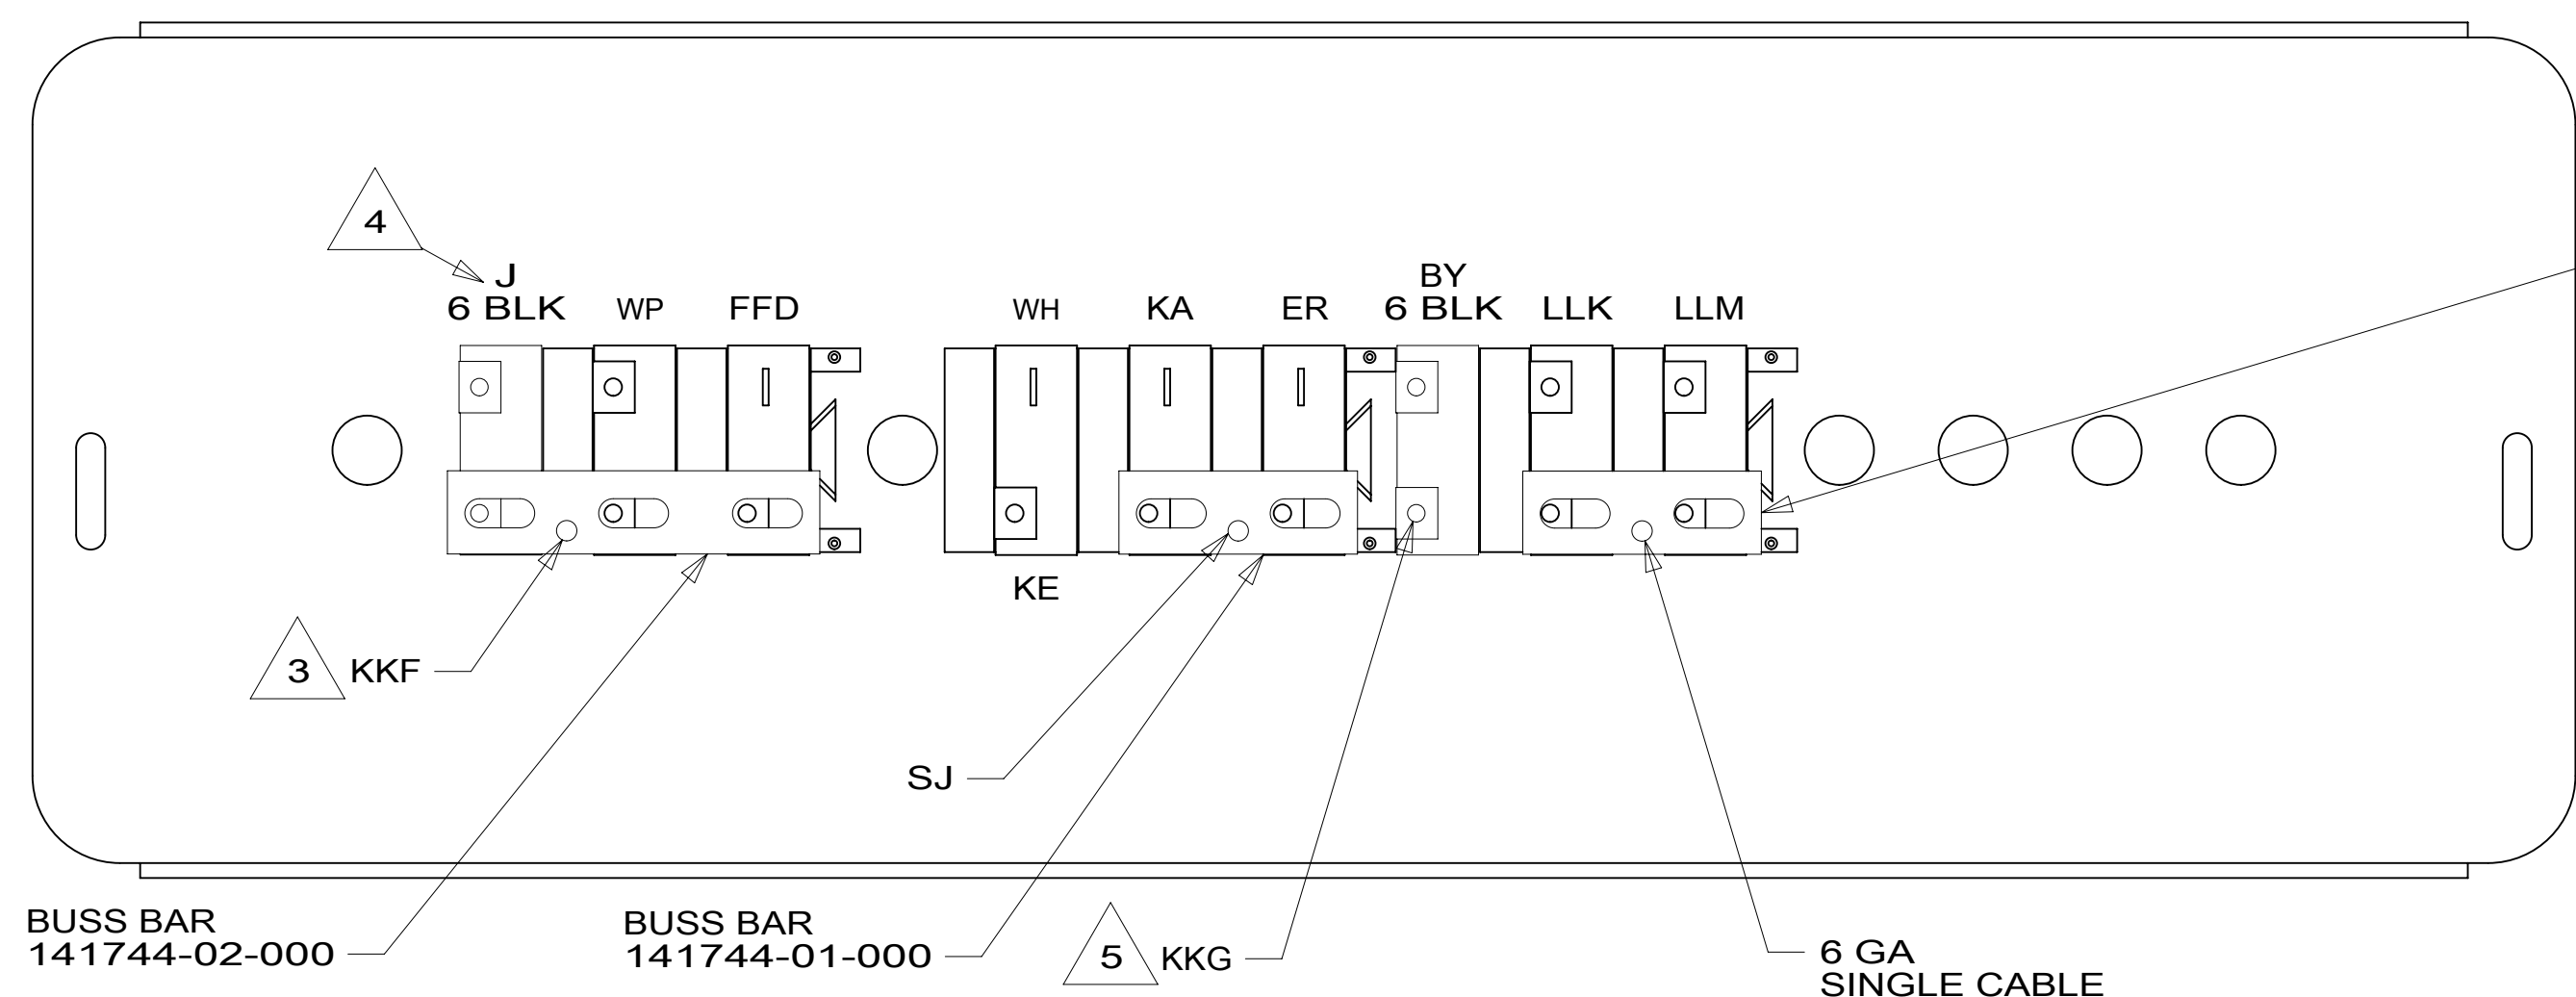 4
J
6 BLK
WP
FFD
WH
KA
ER
BY
6 BLK
LLK
LLM
KE
3
KKF
SJ
BUSS BAR
141744-02-000
BUSS BAR
141744-01-000
5
KKG
6 GA
SINGLE CABLE